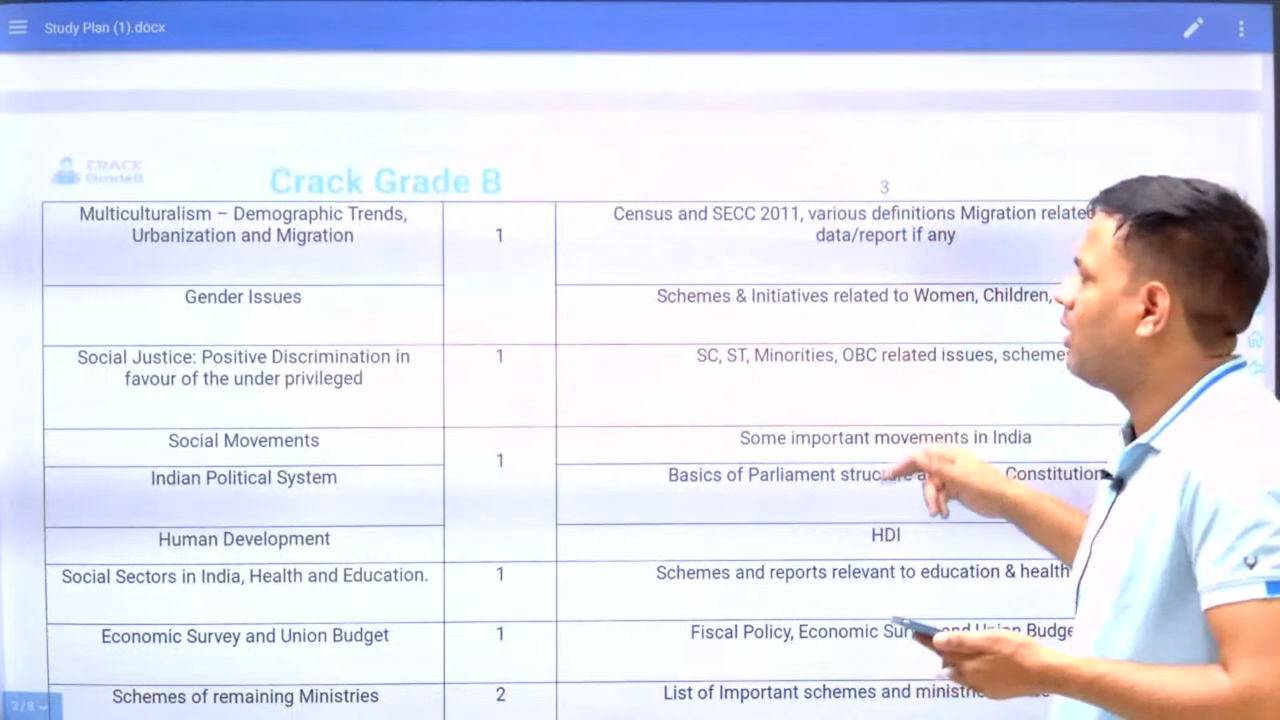 Study Plan (1).docx
CRACK
GradeB
Crack Grade B
3
Multiculturalism – Demographic Trends,
Urbanization and Migration
1
Census and SECC 2011, various definitions Migration related
data/report if any
Gender Issues
Schemes & Initiatives related to Women, Children,
Social Justice: Positive Discrimination in
favour of the under privileged
1
SC, ST, Minorities, OBC related issues,
Social Movements
1
Some important movements in India
Indian Political System
Basics of Parliament Constitution
Human Development
HDI
Social Sectors in India, Health and Education.
1
Schemes and reports relevant to education & health
Economic Survey and Union Budget
1
Fiscal Policy, Economic
Schemes of remaining Ministries
2
List of Important schemes and